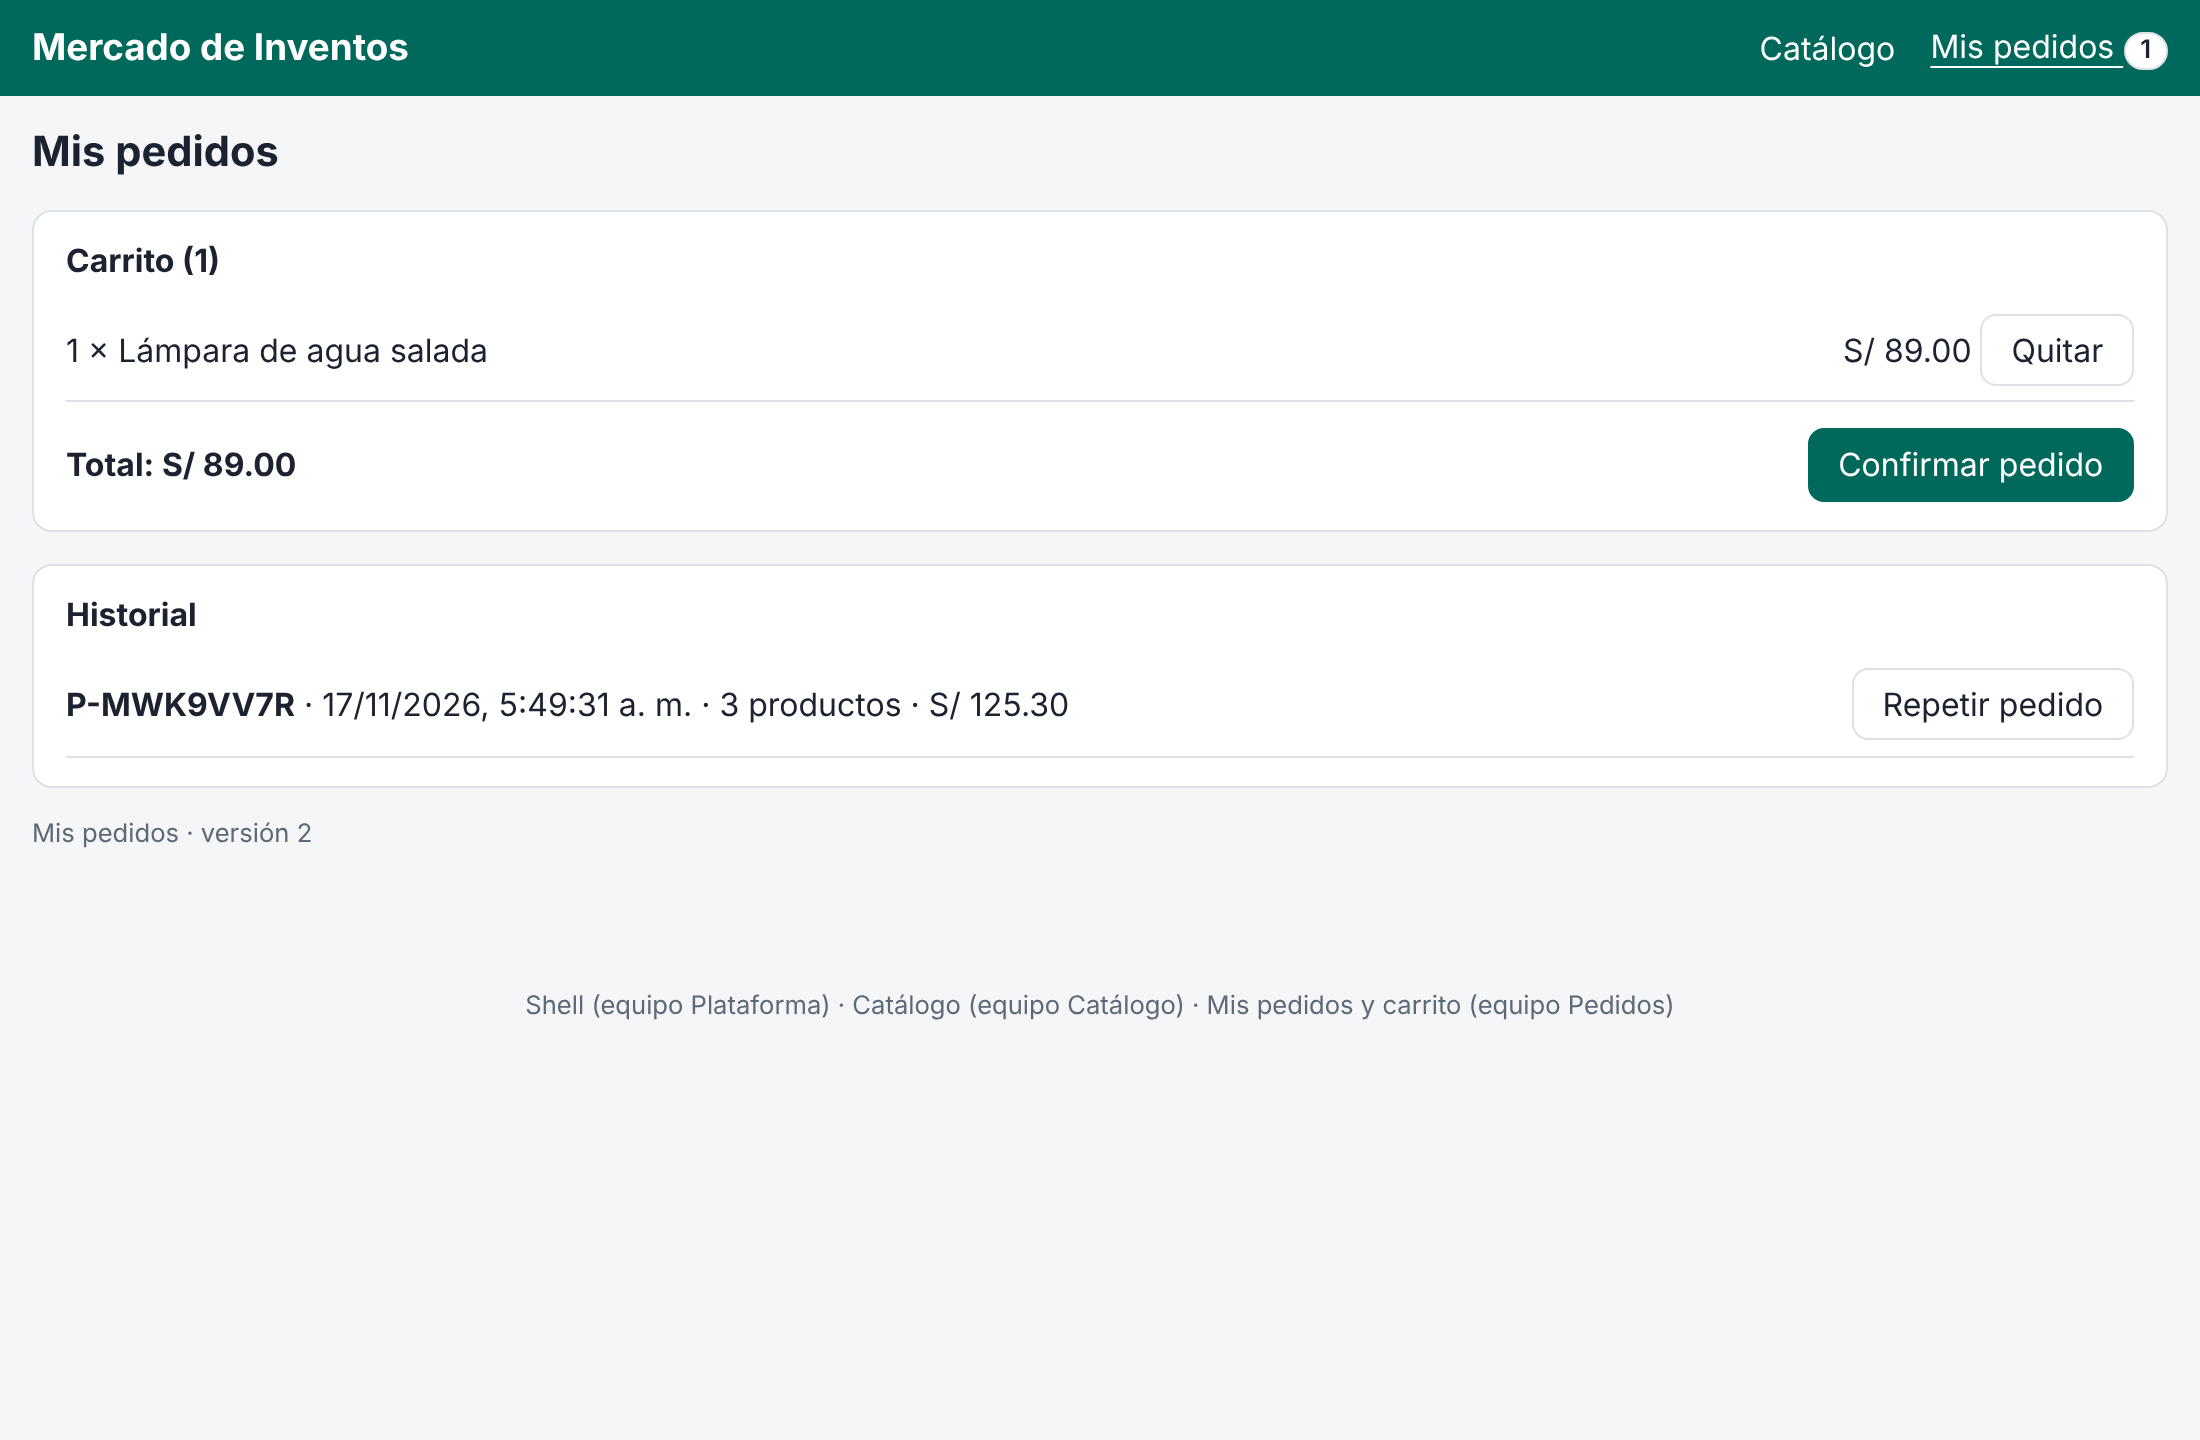 Mercado de Inventos
Catálogo
Mis pedidos 1
Mis pedidos
Carrito (1)
1 × Lámpara de agua salada
S/ 89.00
Quitar
Total: S/ 89.00
Confirmar pedido
Historial
P-MWK9VV7R · 17/11/2026, 5:49:31 a. m. · 3 productos · S/ 125.30
Repetir pedido
Mis pedidos · versión 2
Shell (equipo Plataforma) · Catálogo (equipo Catálogo) · Mis pedidos y carrito (equipo Pedidos)